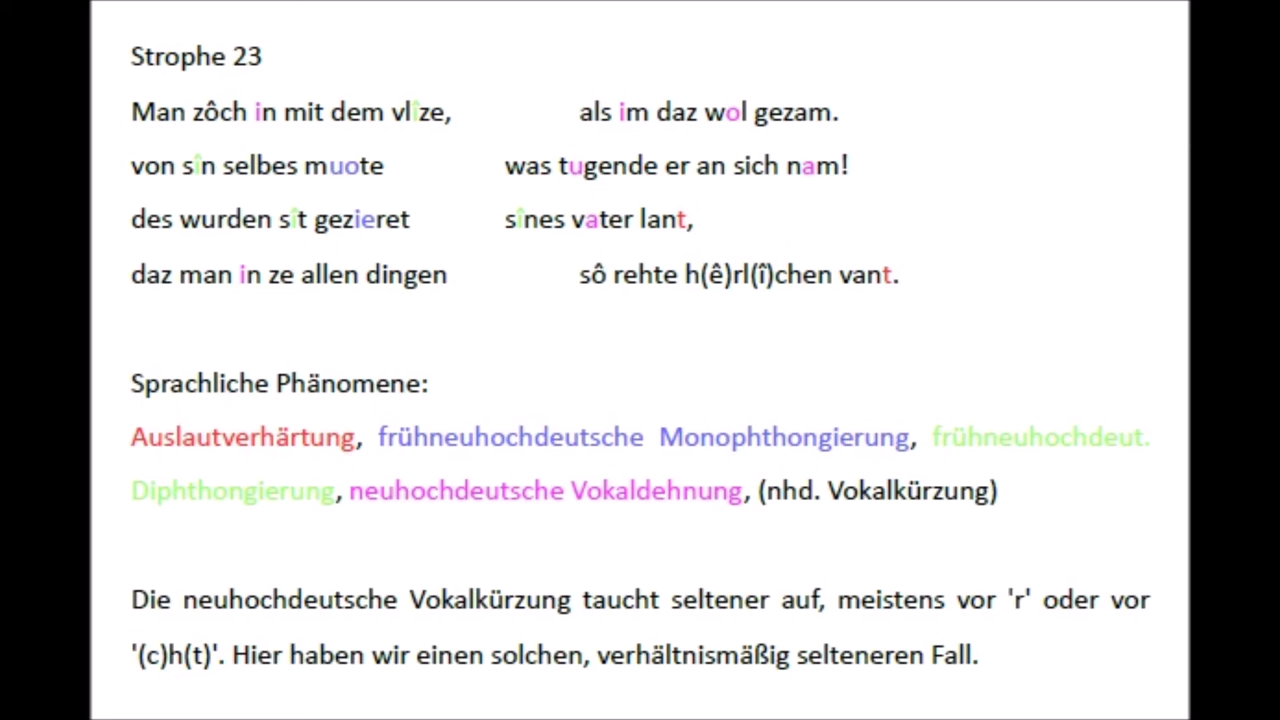 Strophe 23
Man zôch in mit dem vlîze, als im daz wol gezam.
von sîn selbes muote was tugende er an sich nam!
des wurden sît gezieret sînes vater lant,
daz man in ze allen dingen sô rehte h(ê)rl(î)chen vant.
Sprachliche Phänomene:
Auslautverhärtung, frühneuhochdeutsche Monophthongierung, frühneuhochdeut.
Diphthongierung, neuhochdeutsche Vokaldehnung, (nhd. Vokalkürzung)
Die neuhochdeutsche Vokalkürzung taucht seltener auf, meistens vor 'r' oder vor
'(c)h(t)'. Hier haben wir einen solchen, verhältnismäßig selteneren Fall.